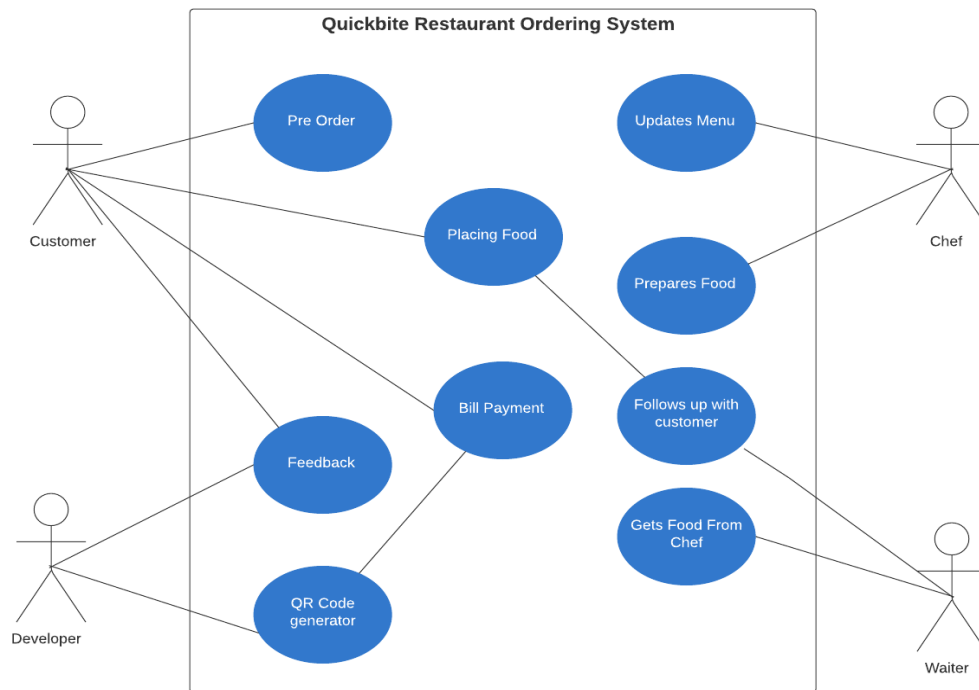 Quickbite Restaurant Ordering System
Pre Order
Updates Menu
Customer
Placing Food
Chef
Prepares Food
Bill Payment
Follows up with
customer
Feedback
Gets Food From
Chef
QR Code
generator
Developer
Waiter